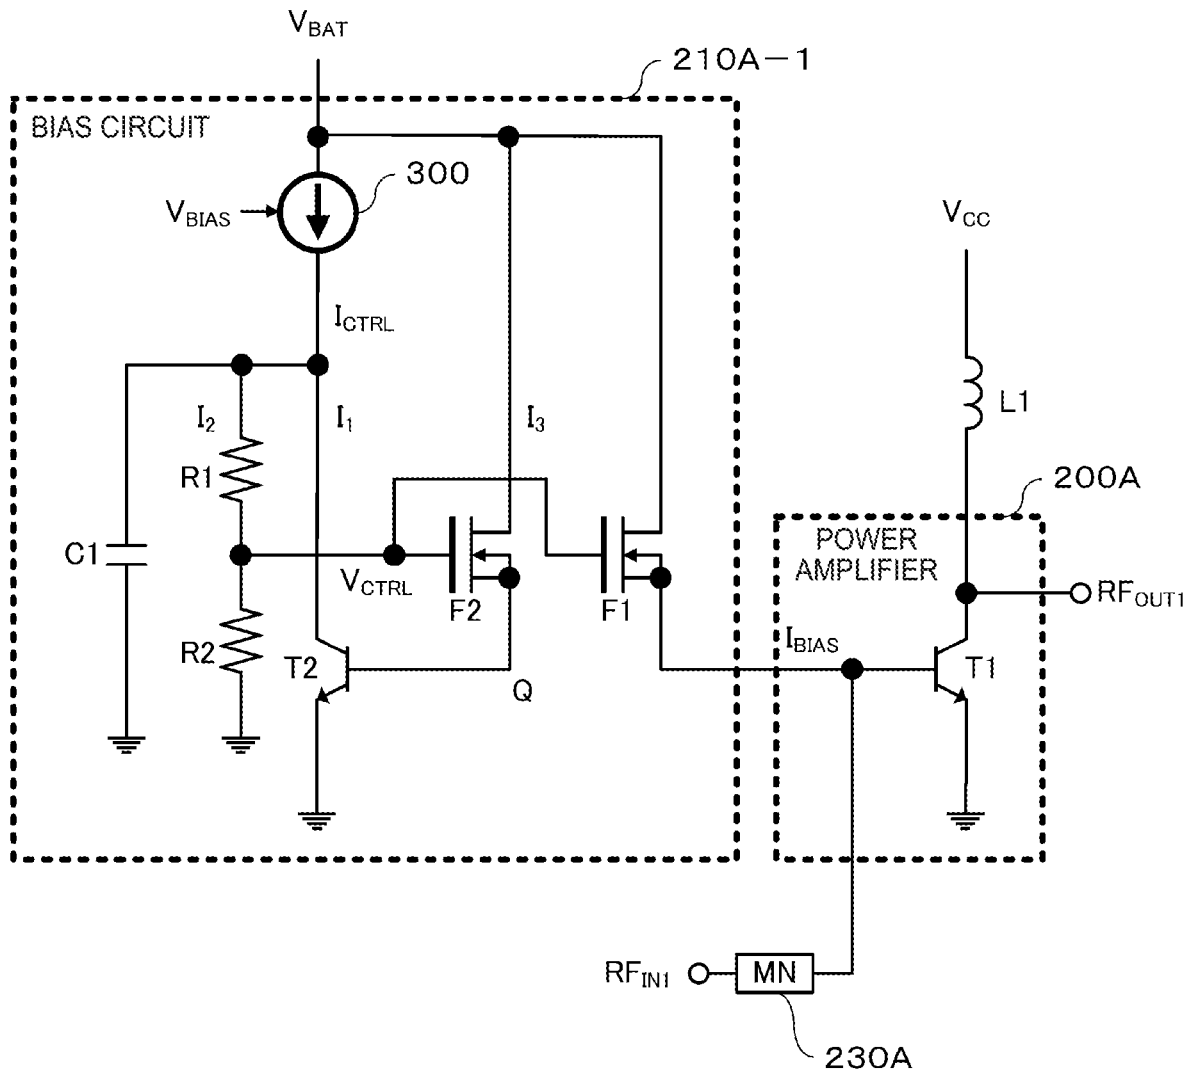 VBAT
210A-1
BIAS CIRCUIT
300
VBIAS
VCC
ICTRL
I2
I1
I3
L1
R1
200A
C1
POWER
AMPLIFIER
VCTRL
F2
F1
RFOUT1
R2
T2
IBIAS
T1
Q
RFIN1
MN
230A